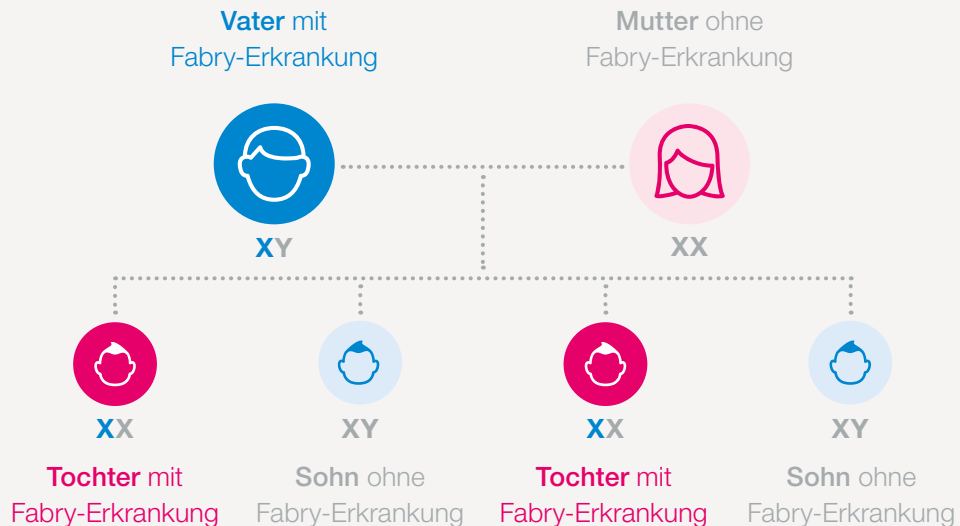 Vater mit
Fabry-Erkrankung
Mutter ohne
Fabry-Erkrankung
XY
XX
XX
XY
XX
XY
Tochter mit
Fabry-Erkrankung
Sohn ohne
Fabry-Erkrankung
Tochter mit
Fabry-Erkrankung
Sohn ohne
Fabry-Erkrankung